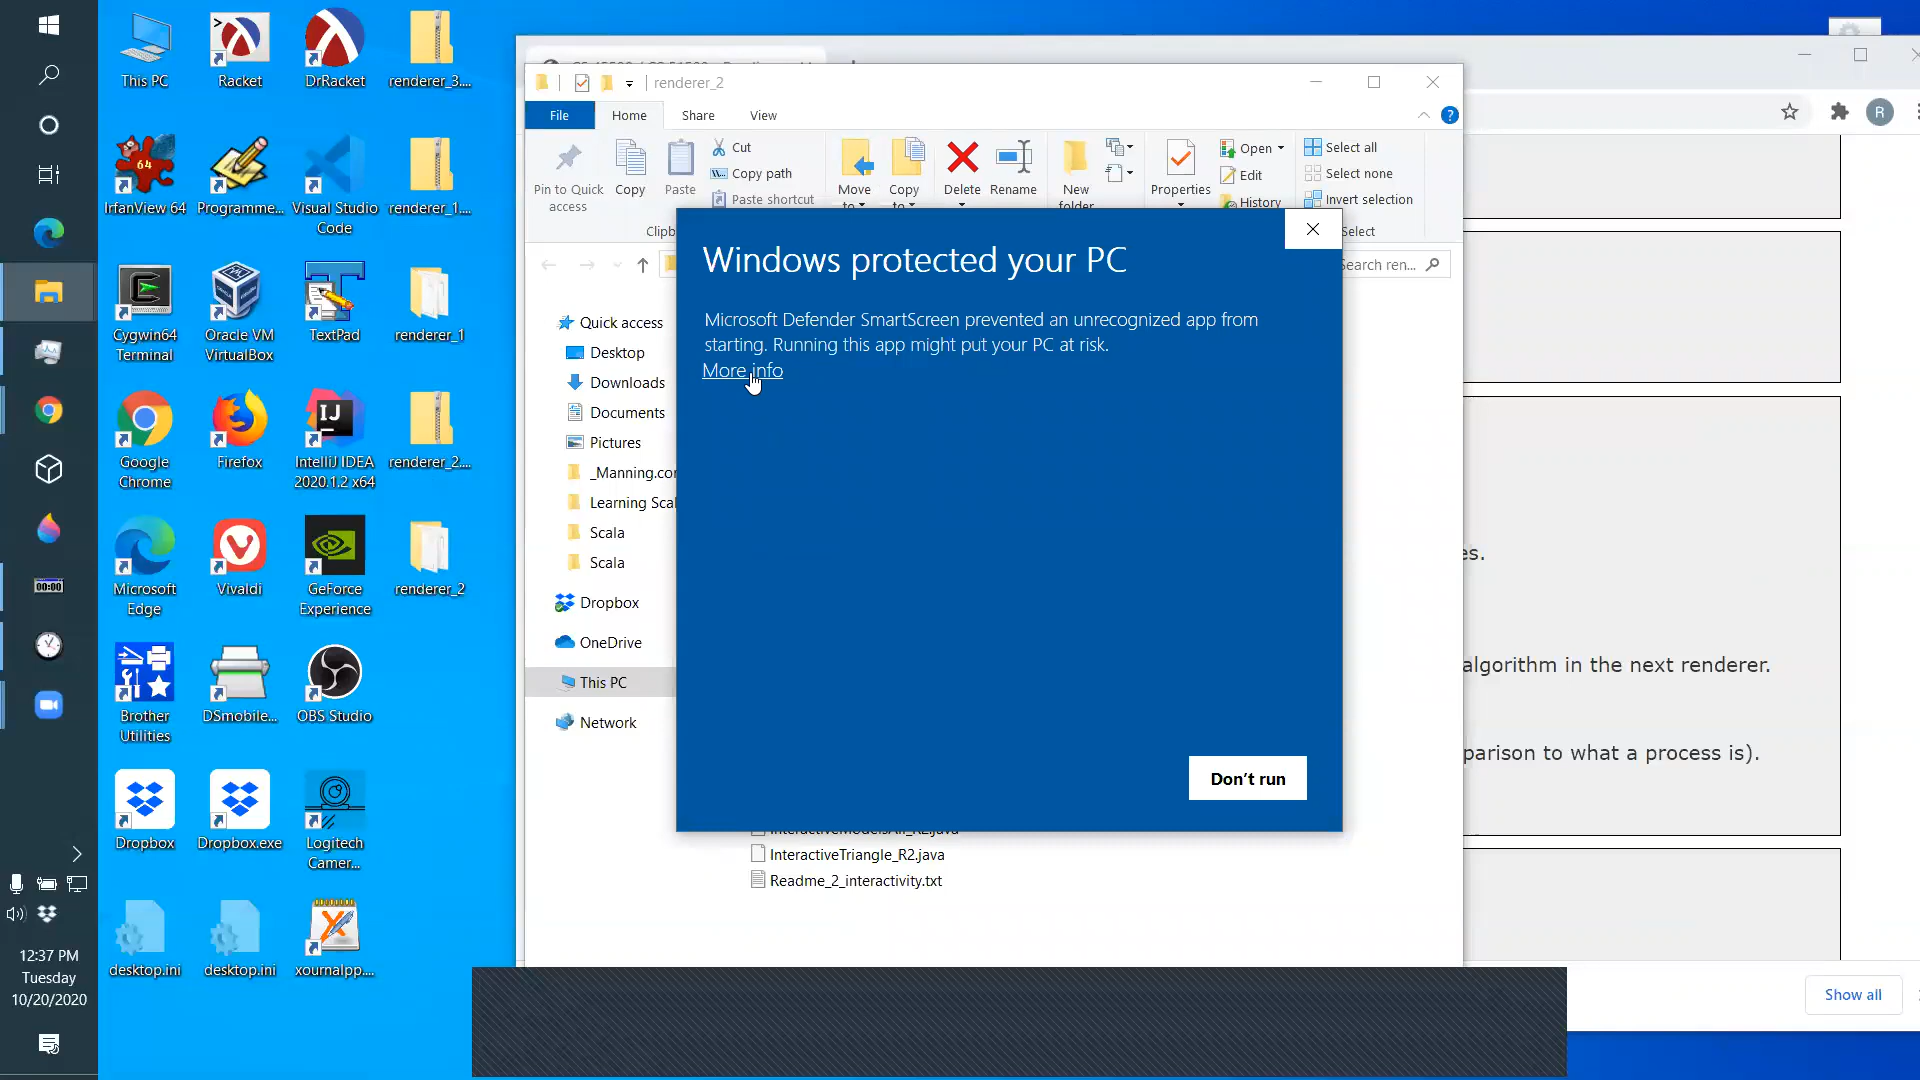 This PC
Racket
DrRacket
renderer_3....
IrfanView 64
Programme...
Visual Studio
Code
renderer_1....
Cygwin64
Terminal
Oracle VM
VirtualBox
TextPad
renderer_1
Google
Chrome
Firefox
IntelliJ IDEA
2020.1.2 x64
renderer_2....
Microsoft
Edge
Vivaldi
GeForce
Experience
renderer_2
Brother
Utilities
DSmobile...
OBS Studio
Dropbox
Dropbox.exe
Logitech
Camer...
desktop.ini
desktop.ini
xournalpp....
00:00
12:37 PM
Tuesday
10/20/2020
renderer_2
File
Home
Share
View
Pin to Quick
access
Copy
Paste
Cut
Copy path
Paste shortcut
Move
to
Copy
to
Delete
Rename
New
folder
Properties
Open
Edit
History
Select all
Select none
Invert selection
Select
Search ren...
Quick access
Desktop
Downloads
Documents
Pictures
_Manning.co
Learning Sca
Scala
Scala
Dropbox
OneDrive
This PC
Network
Windows protected your PC
Microsoft Defender SmartScreen prevented an unrecognized app from
starting. Running this app might put your PC at risk.
More info
Don't run
InteractiveTriangle_R2.java
Readme_2_interactivity.txt
R
es.
algorithm in the next renderer.
parison to what a process is).
Show all